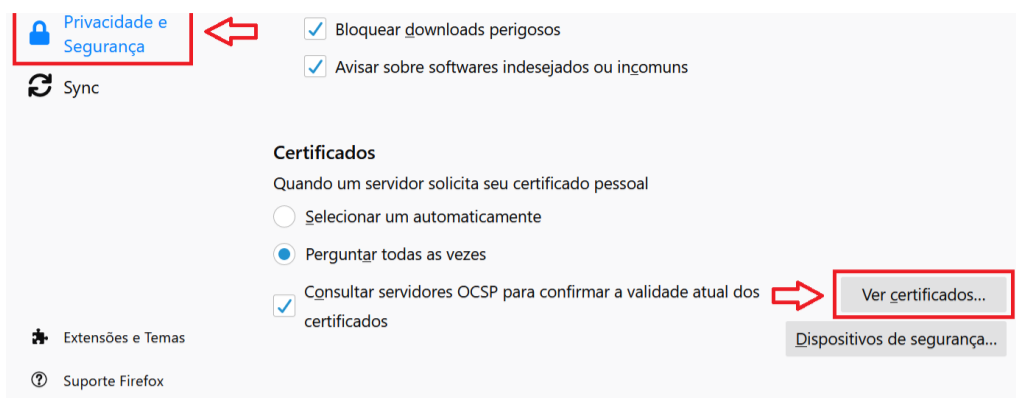 Privacidade e
Segurança
Sync
Extensões e Temas
Suporte Firefox
Bloquear downloads perigosos
Avisar sobre softwares indesejados ou incomuns
Certificados
Quando um servidor solicita seu certificado pessoal
Selecionar um automaticamente
Perguntar todas as vezes
Consultar servidores OCSP para confirmar a validade atual dos
certificados
Ver certificados...
Dispositivos de segurança...